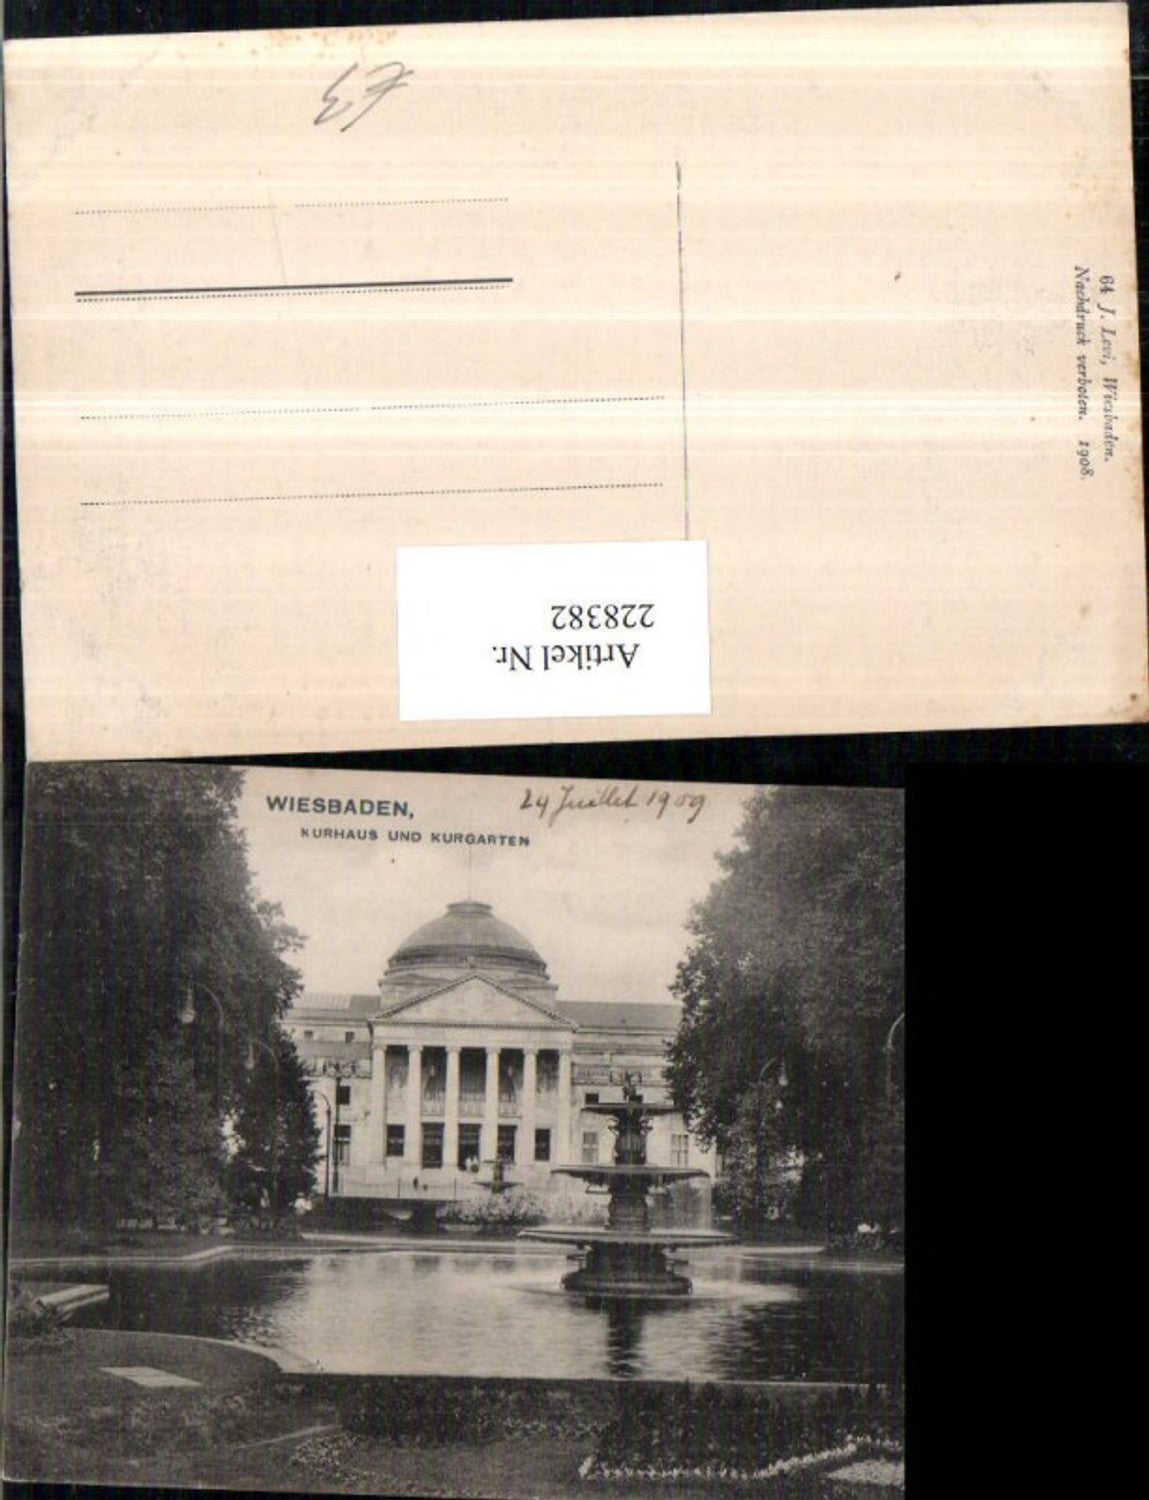 64 J. Levi, Wiesbaden.
Nachdruck verboten. 1908.
Artikel Nr.
228382
WIESBADEN,
KURHAUS UND KURGARTEN
24 Juillet 1909